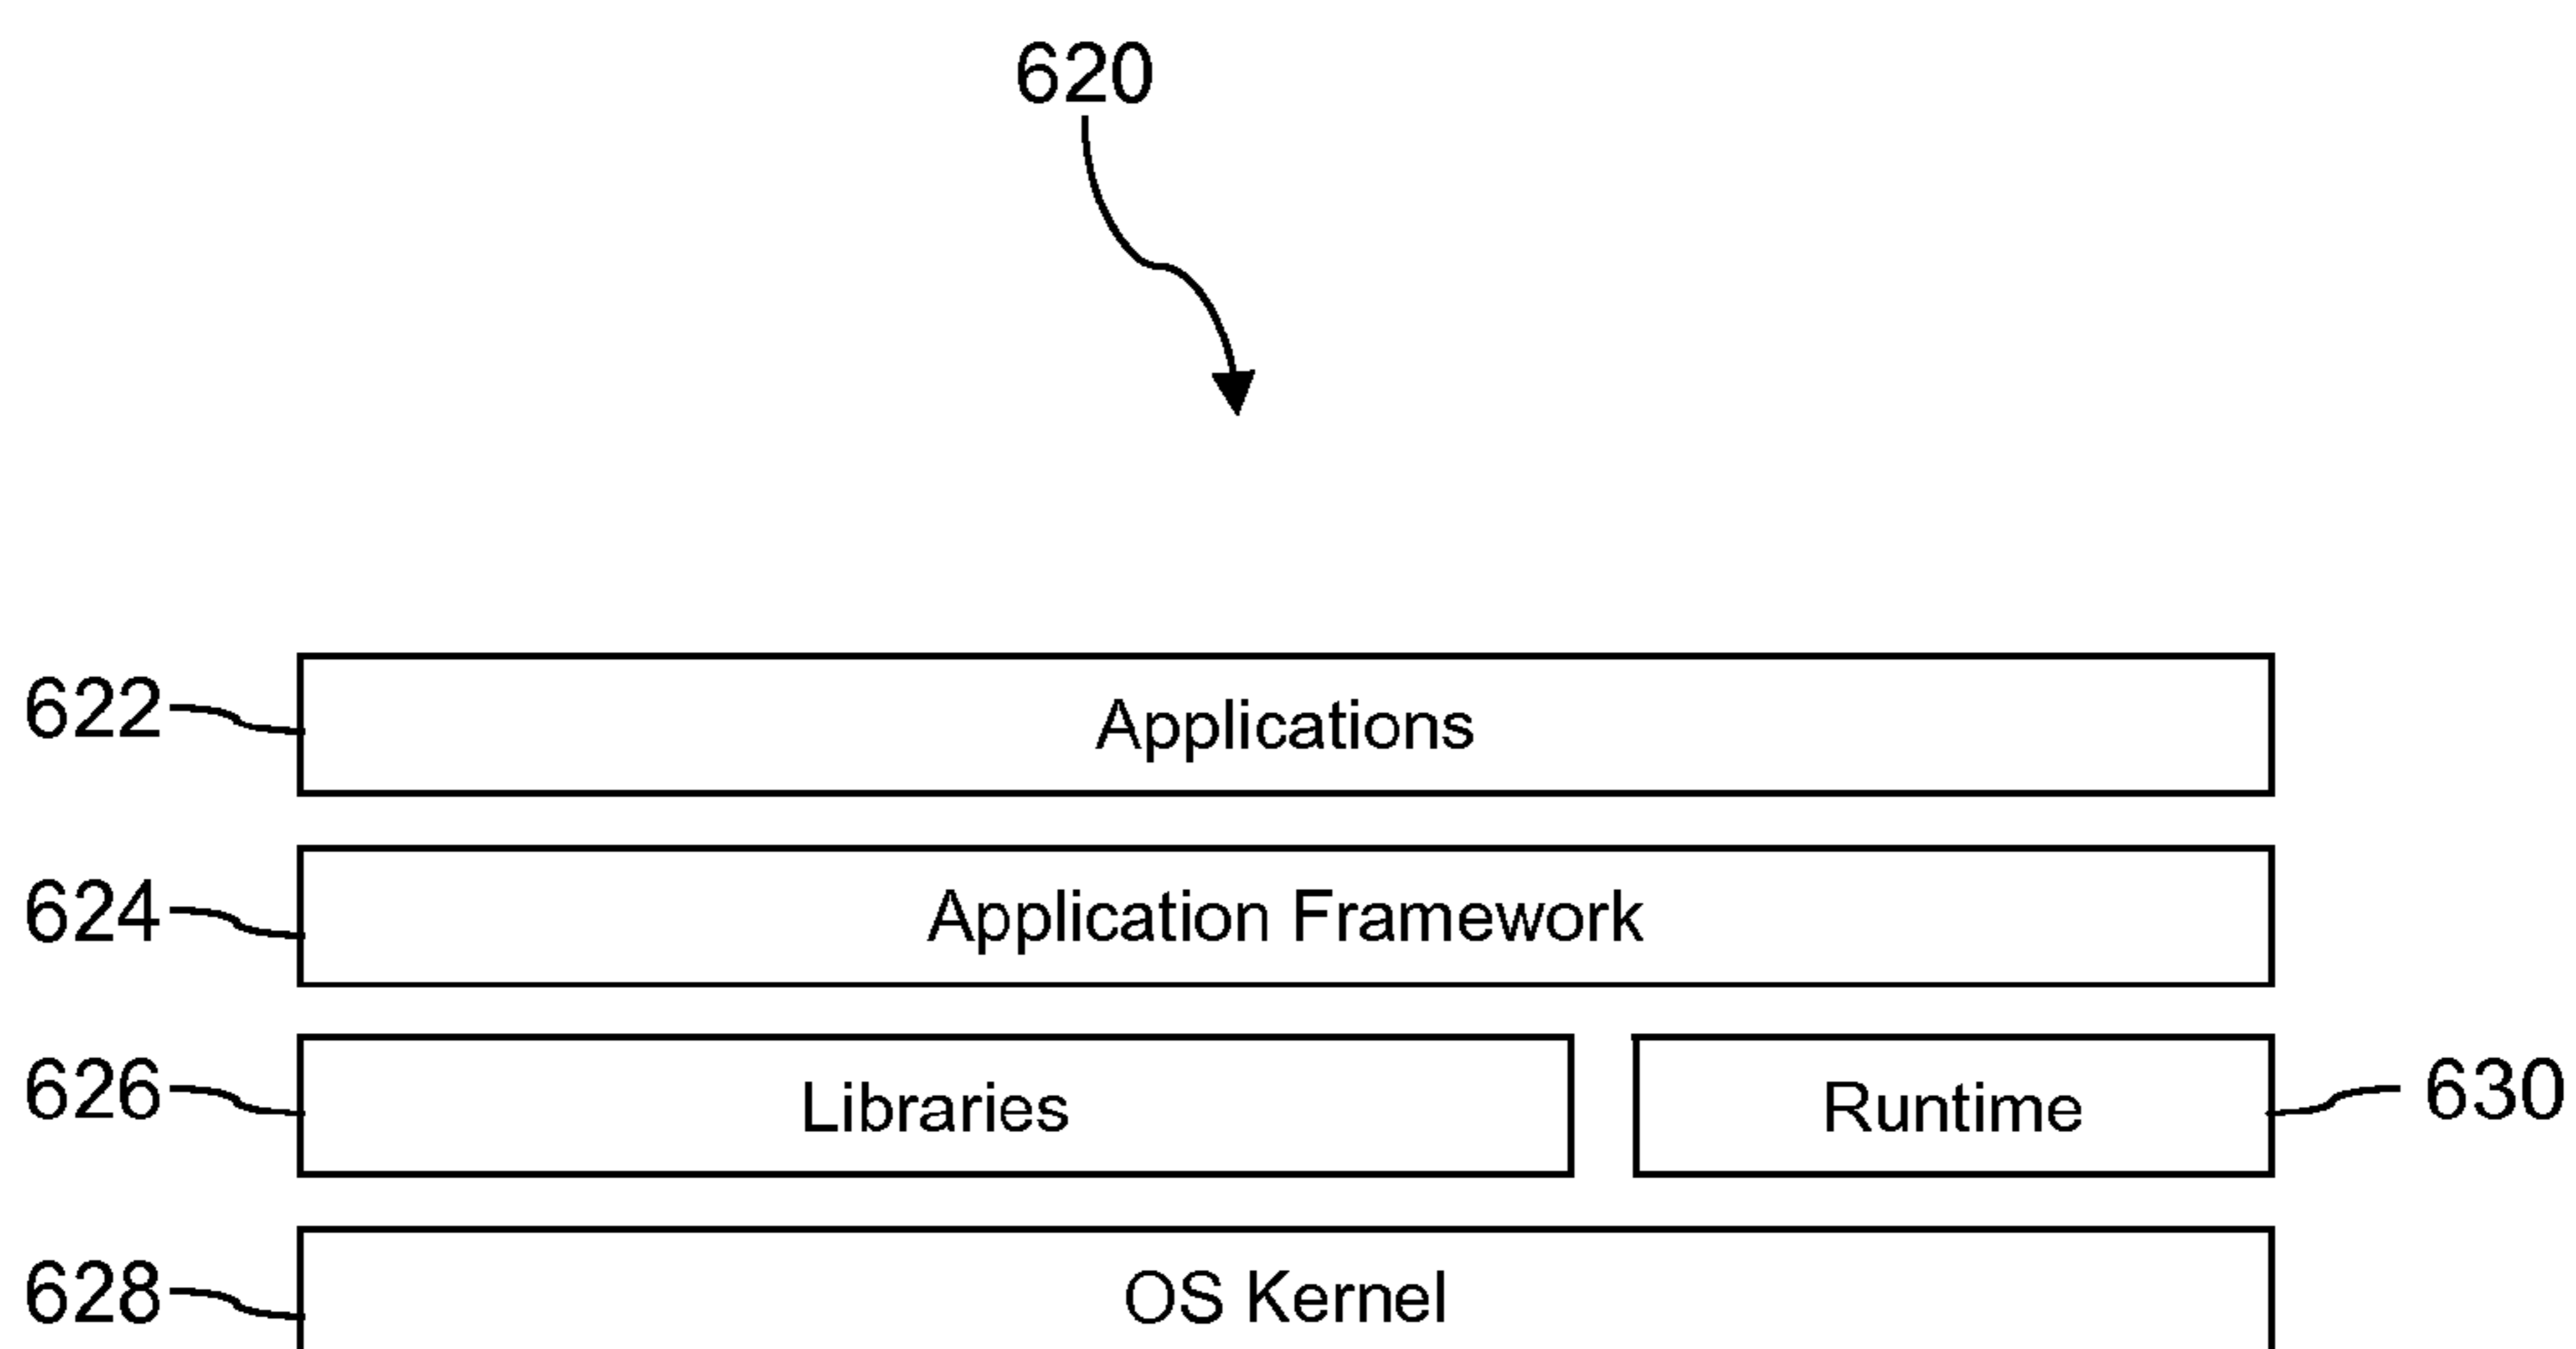 620
622 Applications
624 Application Framework
626 Libraries Runtime 630
628 OS Kernel